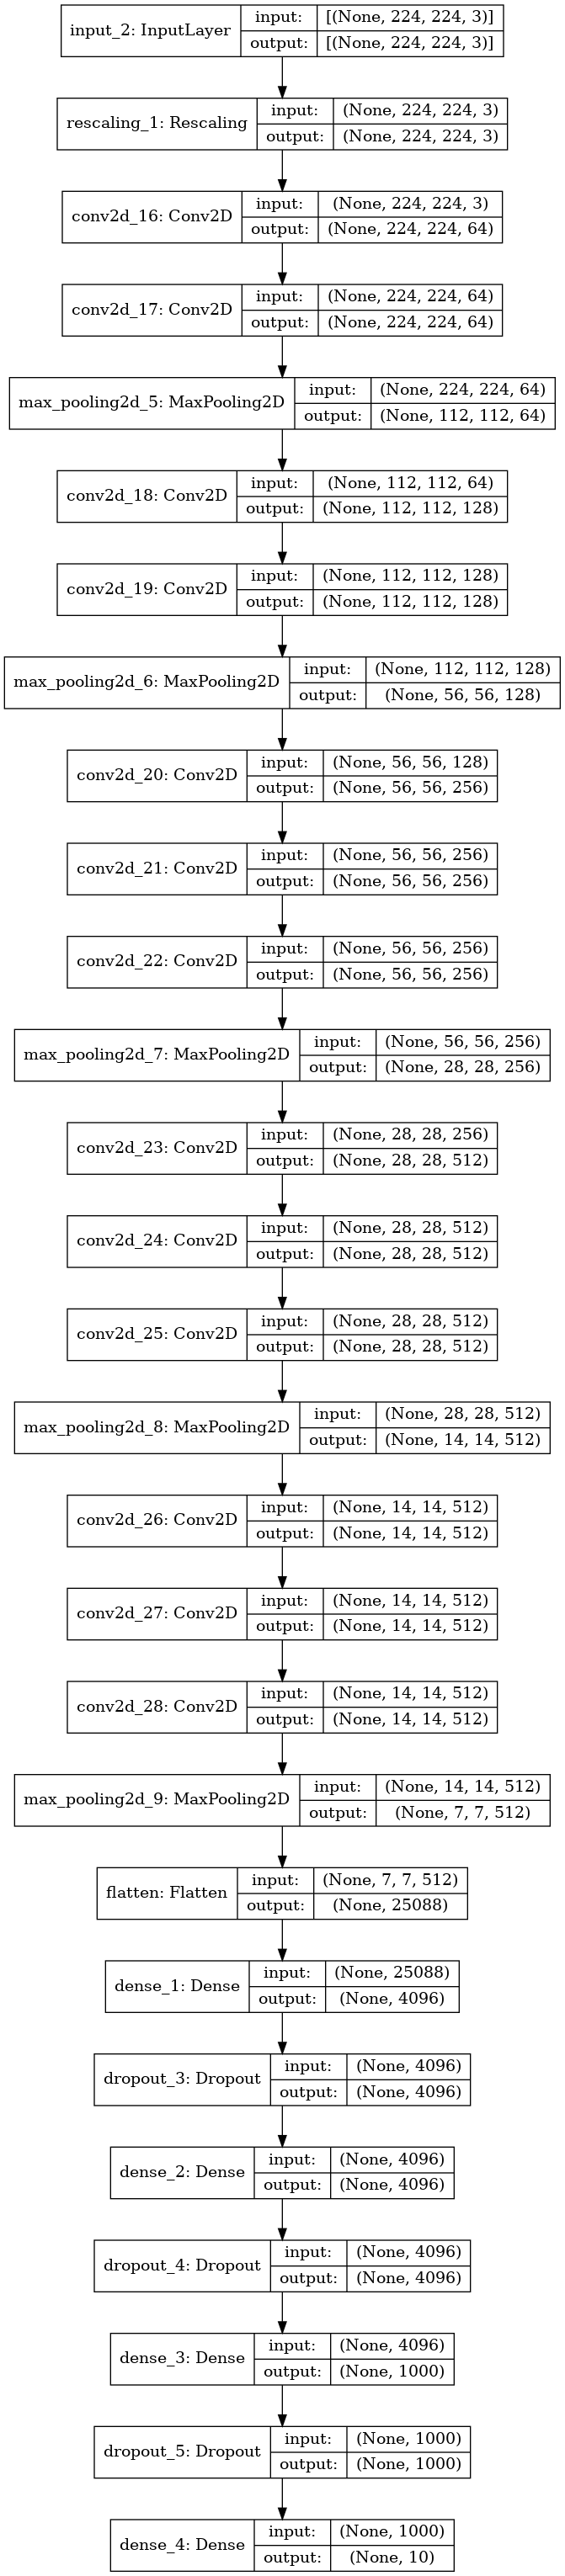 input_2: InputLayer
input: [(None, 224, 224, 3)]
output: [(None, 224, 224, 3)]
rescaling_1: Rescaling
input: (None, 224, 224, 3)
output: (None, 224, 224, 3)
conv2d_16: Conv2D
input: (None, 224, 224, 3)
output: (None, 224, 224, 64)
conv2d_17: Conv2D
input: (None, 224, 224, 64)
output: (None, 224, 224, 64)
max_pooling2d_5: MaxPooling2D
input: (None, 224, 224, 64)
output: (None, 112, 112, 64)
conv2d_18: Conv2D
input: (None, 112, 112, 64)
output: (None, 112, 112, 128)
conv2d_19: Conv2D
input: (None, 112, 112, 128)
output: (None, 112, 112, 128)
max_pooling2d_6: MaxPooling2D
input: (None, 112, 112, 128)
output: (None, 56, 56, 128)
conv2d_20: Conv2D
input: (None, 56, 56, 128)
output: (None, 56, 56, 256)
conv2d_21: Conv2D
input: (None, 56, 56, 256)
output: (None, 56, 56, 256)
conv2d_22: Conv2D
input: (None, 56, 56, 256)
output: (None, 56, 56, 256)
max_pooling2d_7: MaxPooling2D
input: (None, 56, 56, 256)
output: (None, 28, 28, 256)
conv2d_23: Conv2D
input: (None, 28, 28, 256)
output: (None, 28, 28, 512)
conv2d_24: Conv2D
input: (None, 28, 28, 512)
output: (None, 28, 28, 512)
conv2d_25: Conv2D
input: (None, 28, 28, 512)
output: (None, 28, 28, 512)
max_pooling2d_8: MaxPooling2D
input: (None, 28, 28, 512)
output: (None, 14, 14, 512)
conv2d_26: Conv2D
input: (None, 14, 14, 512)
output: (None, 14, 14, 512)
conv2d_27: Conv2D
input: (None, 14, 14, 512)
output: (None, 14, 14, 512)
conv2d_28: Conv2D
input: (None, 14, 14, 512)
output: (None, 14, 14, 512)
max_pooling2d_9: MaxPooling2D
input: (None, 14, 14, 512)
output: (None, 7, 7, 512)
flatten: Flatten
input: (None, 7, 7, 512)
output: (None, 25088)
dense_1: Dense
input: (None, 25088)
output: (None, 4096)
dropout_3: Dropout
input: (None, 4096)
output: (None, 4096)
dense_2: Dense
input: (None, 4096)
output: (None, 4096)
dropout_4: Dropout
input: (None, 4096)
output: (None, 4096)
dense_3: Dense
input: (None, 4096)
output: (None, 1000)
dropout_5: Dropout
input: (None, 1000)
output: (None, 1000)
dense_4: Dense
input: (None, 1000)
output: (None, 10)